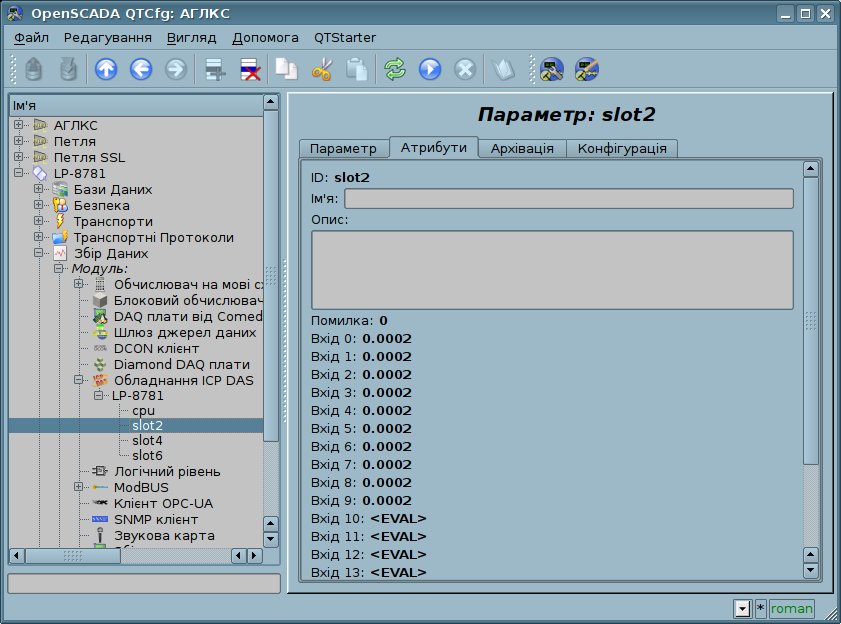 OpenSCADA QTCfg: АГЛКС
Файл Редагування Вигляд Допомога QTStarter
Ім'я
АГЛКС
Петля
Петля SSL
LP-8781
Бази Даних
Безпека
Транспорти
Транспортні Протоколи
Збір Даних
Модуль:
Обчислювач на мові
Блоковий обчислювач
DAQ плати від Comed
Шлюз джерел даних
DCON клієнт
Diamond DAQ плати
Обладнання ICP DAS
LP-8781
cpu
slot2
slot4
slot6
Логічний рівень
ModBUS
Клієнт OPC-UA
SNMP клієнт
Звукова карта
Параметр: slot2
Параметр Атрибути Архівація Конфігурація
ID: slot2
Ім'я:
Опис:
Помилка: 0
Вхід 0: 0.0002
Вхід 1: 0.0002
Вхід 2: 0.0002
Вхід 3: 0.0002
Вхід 4: 0.0002
Вхід 5: 0.0002
Вхід 6: 0.0002
Вхід 7: 0.0002
Вхід 8: 0.0002
Вхід 9: 0.0002
Вхід 10: <EVAL>
Вхід 11: <EVAL>
Вхід 12: <EVAL>
Вхід 13: <EVAL>
* roman